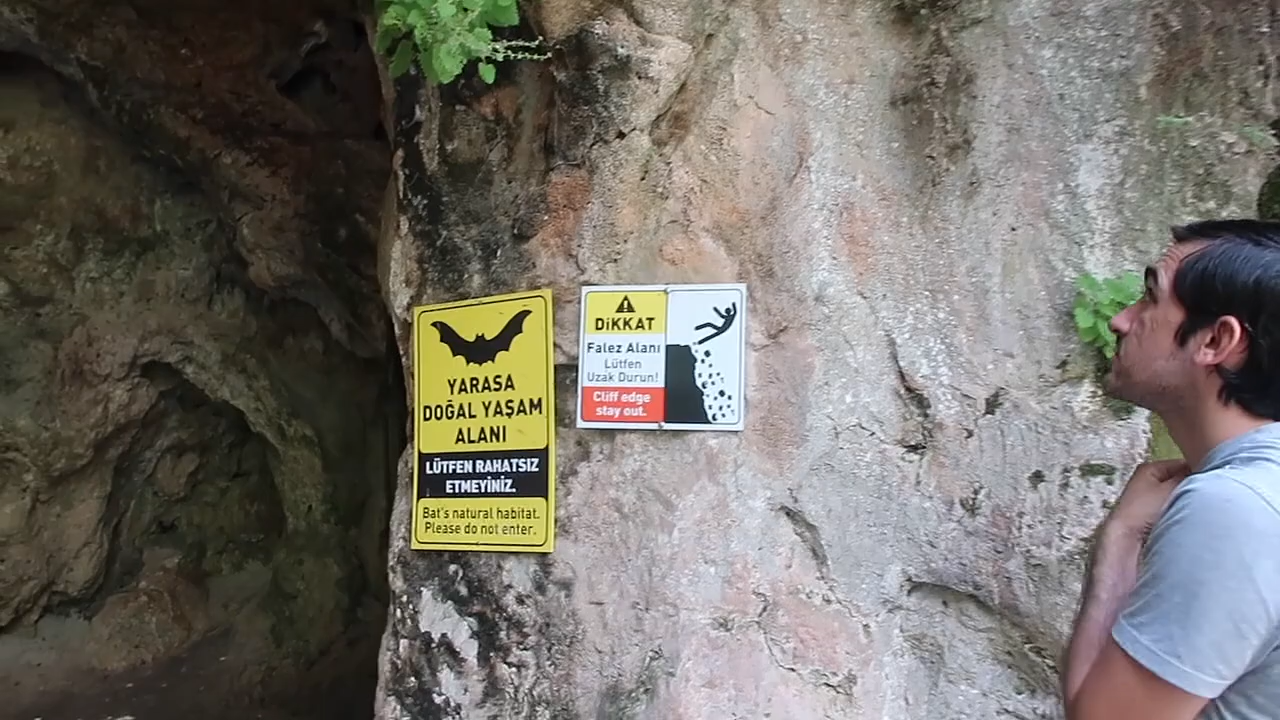 YARASA
DOĞAL YAŞAM
ALANI
LÜTFEN RAHATSIZ
ETMEYİNİZ.
Bat's natural habitat.
Please do not enter.
DİKKAT
Falez Alanı
Lütfen
Uzak Durun!
Cliff edge
stay out.